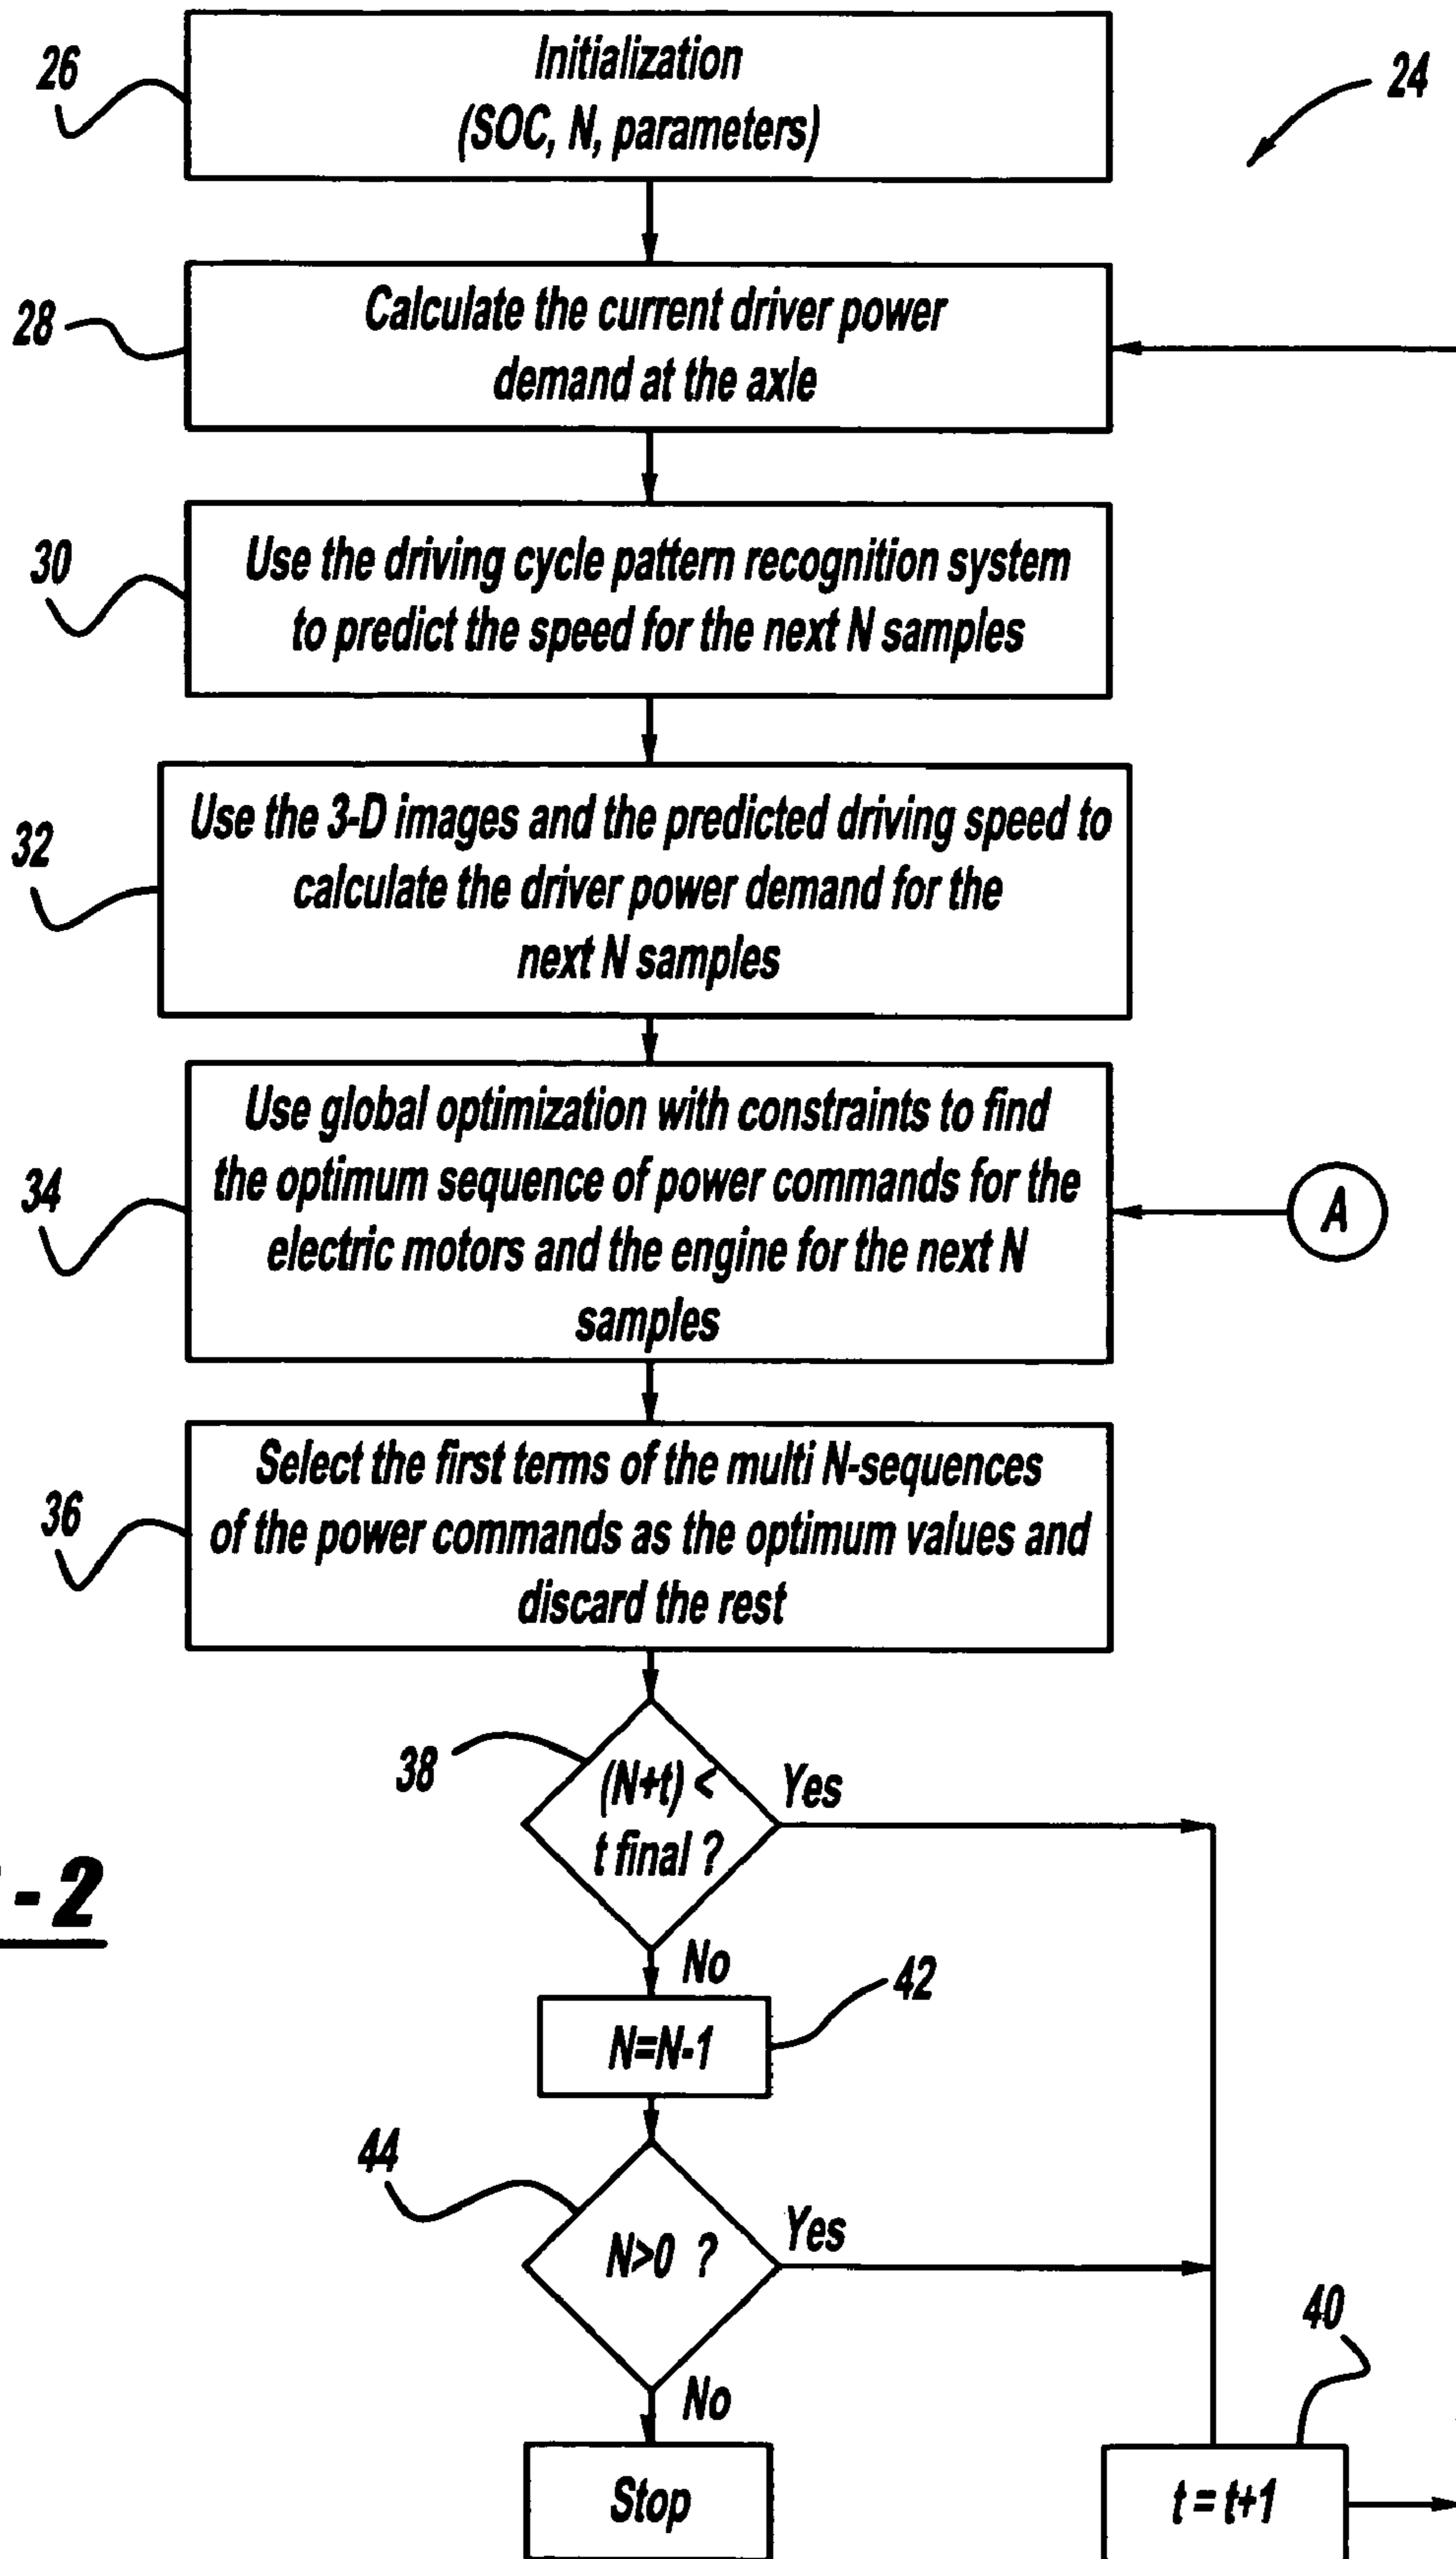 26
Initialization
(SOC, N, parameters)
24
28
Calculate the current driver power
demand at the axle
30
Use the driving cycle pattern recognition system
to predict the speed for the next N samples
32
Use the 3-D images and the predicted driving speed to
calculate the driver power demand for the
next N samples
34
Use global optimization with constraints to find
the optimum sequence of power commands for the
electric motors and the engine for the next N
samples
A
36
Select the first terms of the multi N-sequences
of the power commands as the optimum values and
discard the rest
38
(N+t) <
t final ?
Yes
- 2
No
42
N=N-1
44
N>0 ?
Yes
40
No
Stop
t = t+1